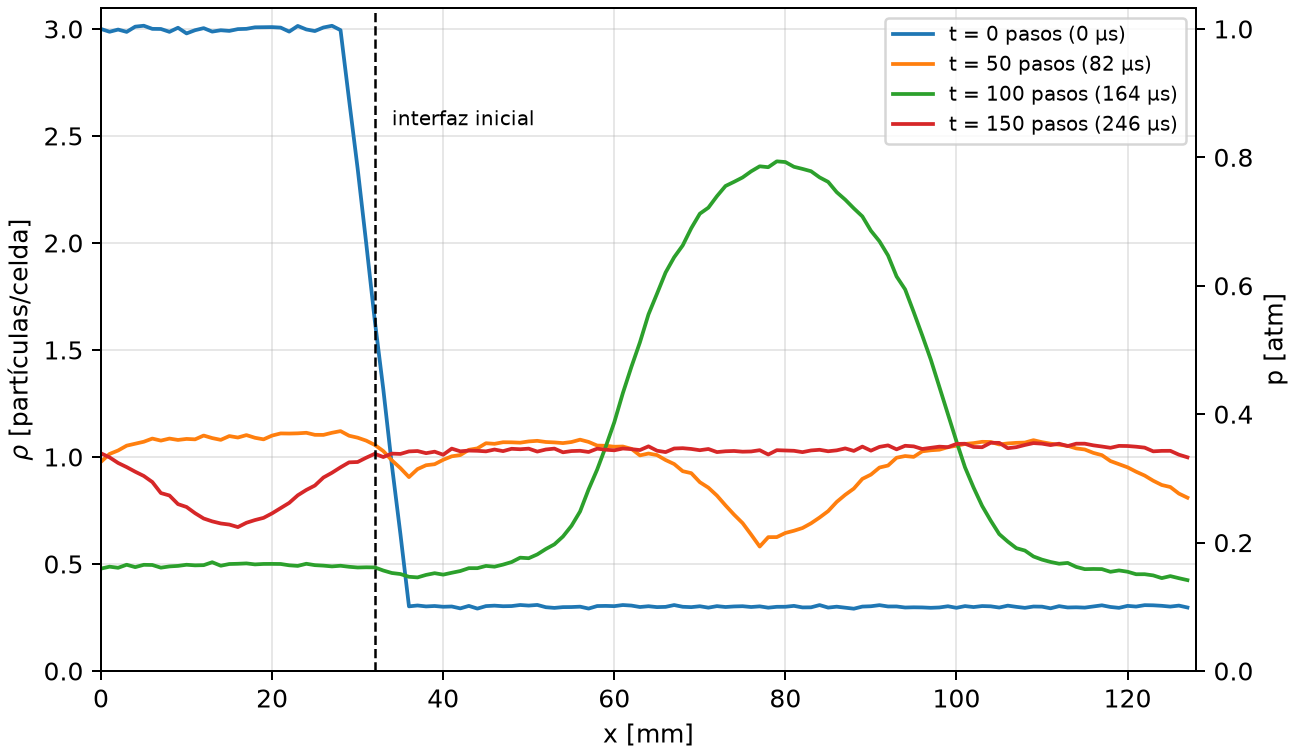 t = 0 pasos (0 µs)
t = 50 pasos (82 µs)
t = 100 pasos (164 µs)
t = 150 pasos (246 µs)
interfaz inicial
ρ [partículas/celda]
3.0
2.5
2.0
1.5
1.0
0.5
0.0
p [atm]
1.0
0.8
0.6
0.4
0.2
0.0
0 20 40 60 80 100 120
x [mm]